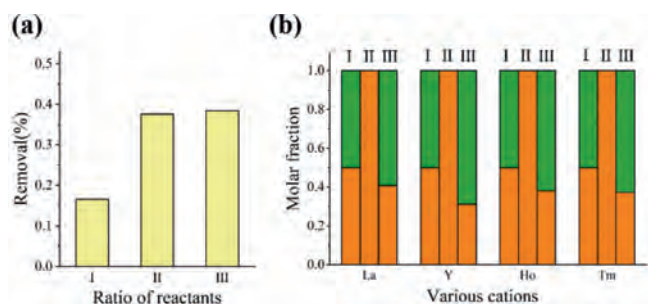 (a)
0.5
0.4
0.3
0.2
0.1
0.0
Removal(%)
I II III
Ratio of reactants
(b)
I II III I II III I II III I II III
1.0
0.8
0.6
0.4
0.2
0.0
Molar fraction
La Y Ho Tm
Various cations